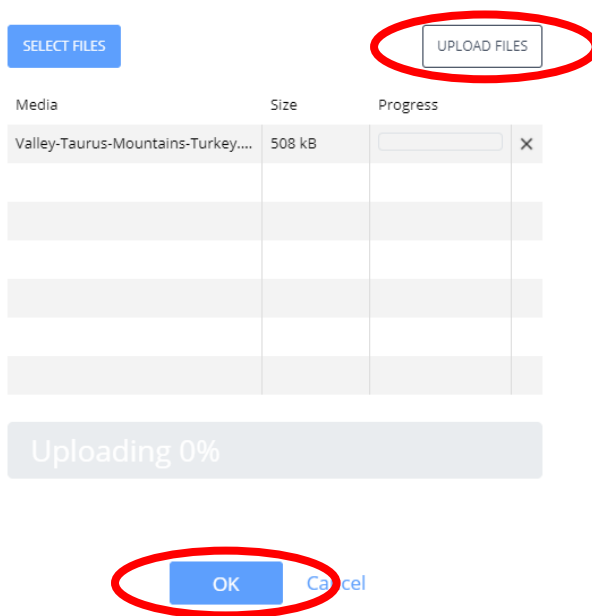 SELECT FILES UPLOAD FILES
Media Size Progress
Valley-Taurus-Mountains-Turkey.... 508 kB
Uploading 0%
OK Cancel